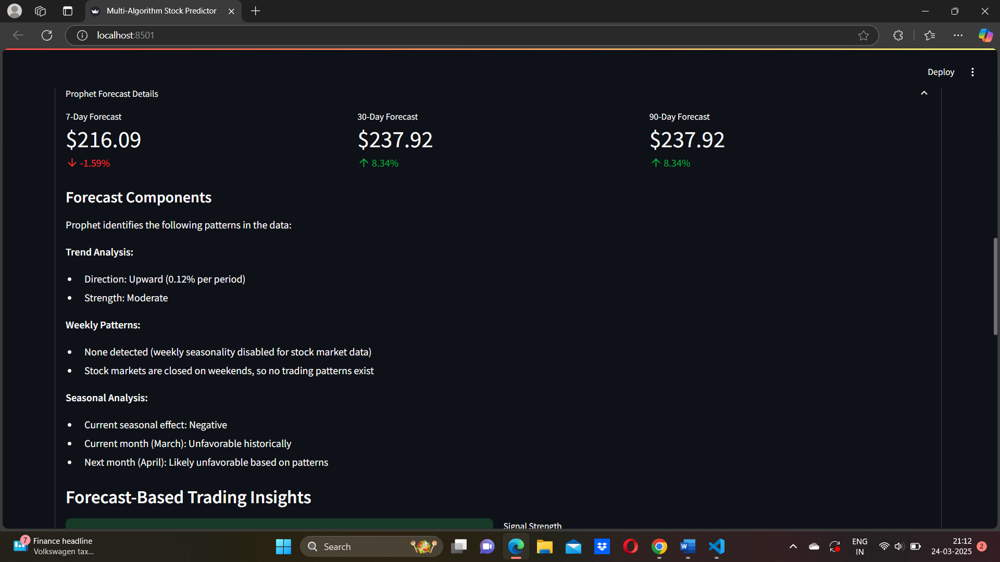 Multi-Algorithm Stock Predictor
localhost:8501
Deploy
Prophet Forecast Details
7-Day Forecast
$216.09
-1.59%
30-Day Forecast
$237.92
8.34%
90-Day Forecast
$237.92
8.34%
Forecast Components
Prophet identifies the following patterns in the data:
Trend Analysis:
Direction: Upward (0.12% per period)
Strength: Moderate
Weekly Patterns:
None detected (weekly seasonality disabled for stock market data)
Stock markets are closed on weekends, so no trading patterns exist
Seasonal Analysis:
Current seasonal effect: Negative
Current month (March): Unfavorable historically
Next month (April): Likely unfavorable based on patterns
Forecast-Based Trading Insights
Signal Strength
7
Finance headline
Volkswagen tax...
Search
W
ENG
IN
21:12
24-03-2025
2